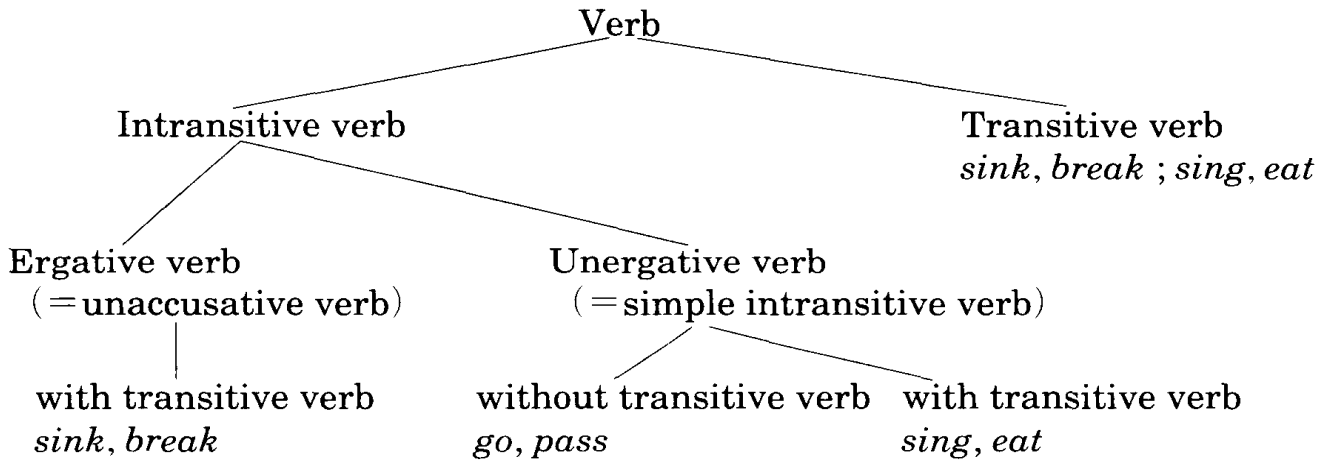 Verb
Intransitive verb
Transitive verb
sink, break ; sing, eat
Ergative verb
(=unaccusative verb)
Unergative verb
(=simple intransitive verb)
with transitive verb
sink, break
without transitive verb
go, pass
with transitive verb
sing, eat